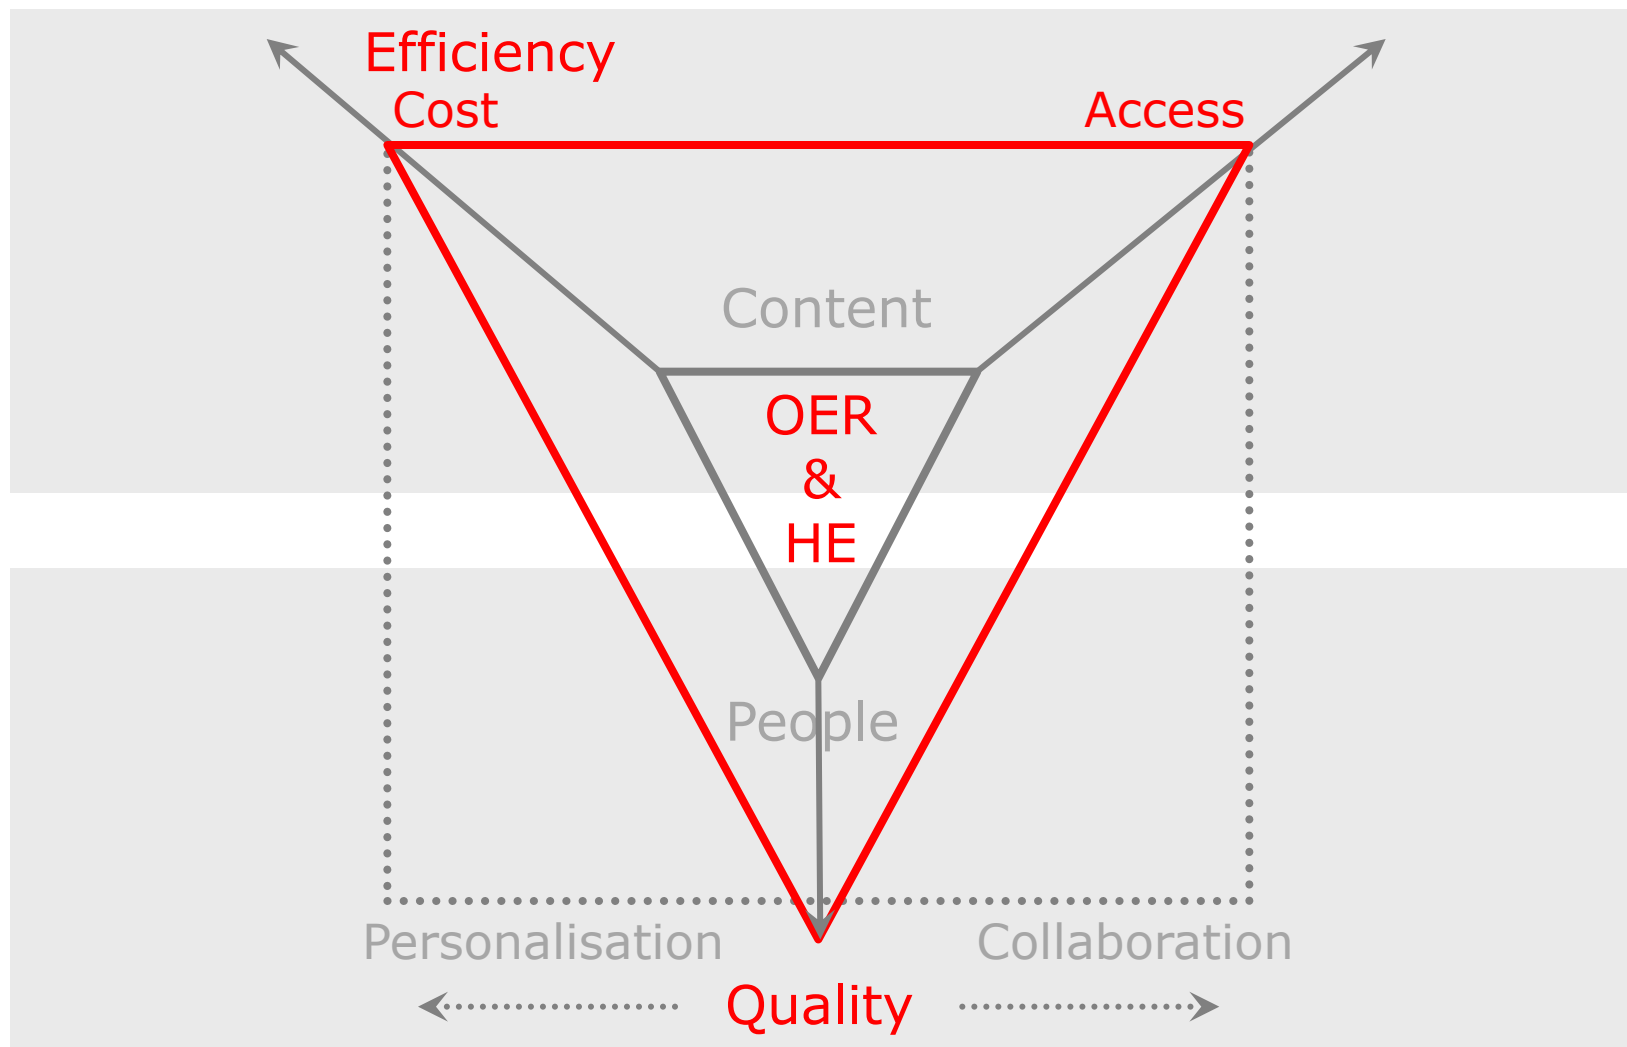 Efficiency
Cost
Access
Content
OER
&
HE
People
Personalisation
Collaboration
Quality